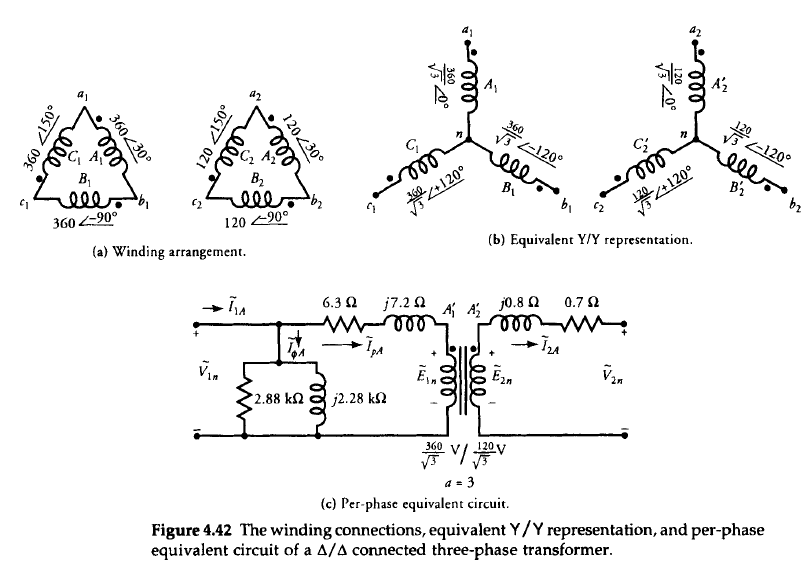 a₁
360 ∠150°
360 ∠30°
C₁ A₁
B₁
c₁ b₁
360 ∠-90°
a₂
120 ∠150°
120 ∠30°
C₂ A₂
B₂
c₂ b₂
120 ∠-90°
(a) Winding arrangement.
a₁
360/√3 ∠0°
A₁
n
C₁
360/√3 ∠-120°
360/√3 ∠+120°
B₁
c₁ b₁
a₂
120/√3 ∠0°
A′₂
n
C′₂
120/√3 ∠-120°
120/√3 ∠+120°
B′₂
c₂ b₂
(b) Equivalent Y/Y representation.
Ĩ1A 6.3 Ω j7.2 Ω A′₁ A′₂ j0.8 Ω 0.7 Ω
+ +
ĨφA ĨpA Ĩ2A
+ +
Ṽ1n Ẽ1n Ẽ2n Ṽ2n
2.88 kΩ j2.28 kΩ
− −
− −
360/√3 V / 120/√3 V
a = 3
(c) Per-phase equivalent circuit.
Figure 4.42 The winding connections, equivalent Y/Y representation, and per-phase
equivalent circuit of a Δ/Δ connected three-phase transformer.